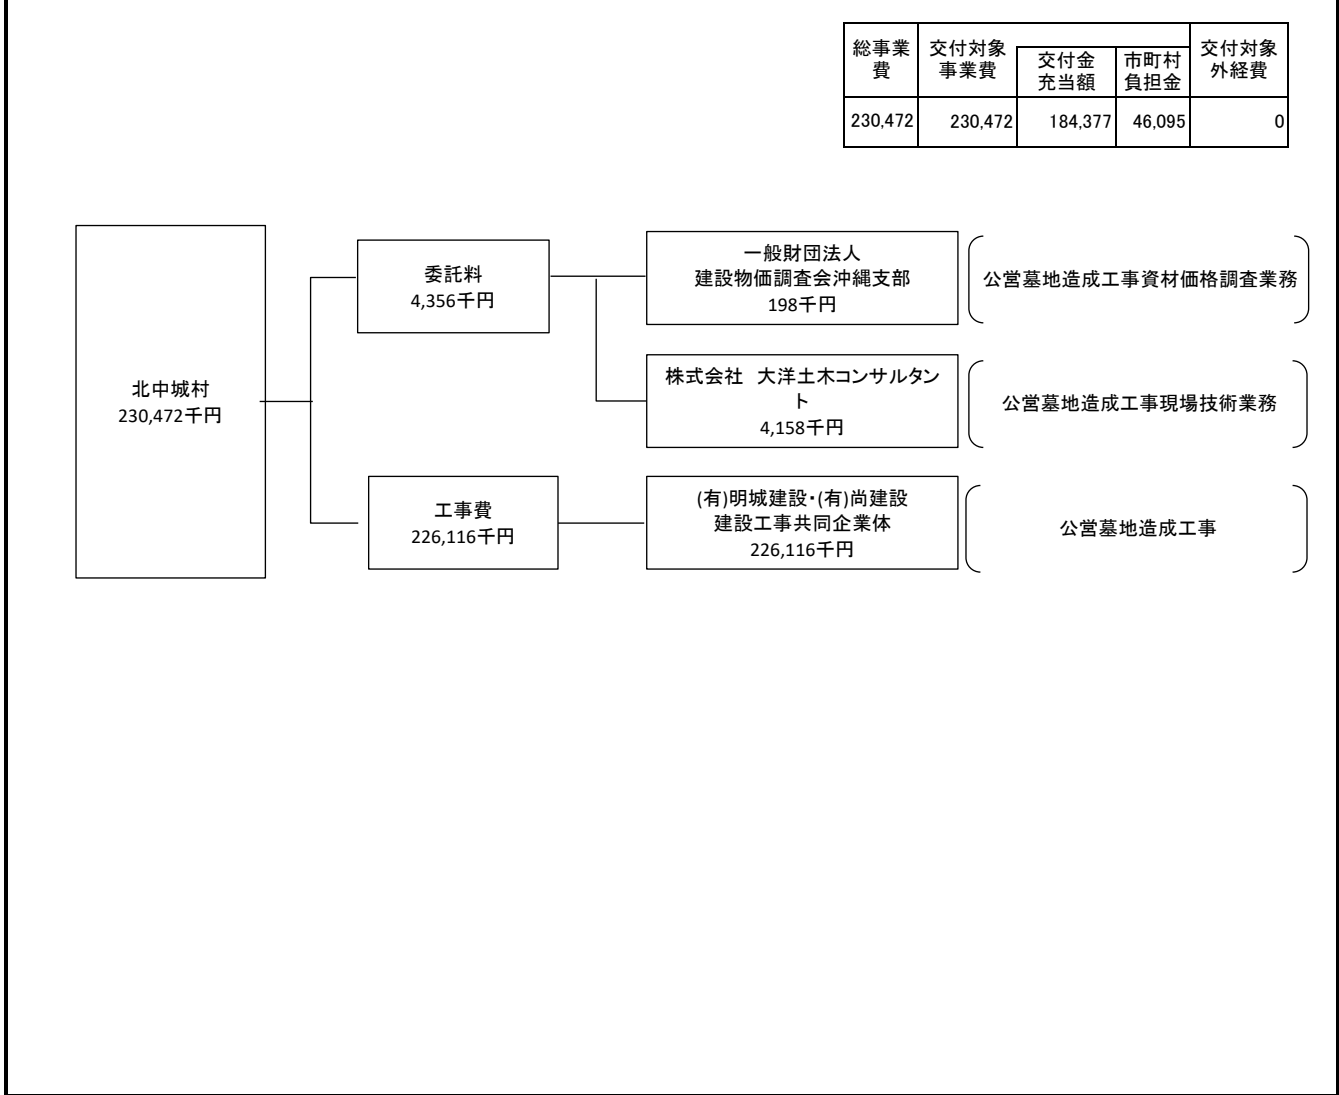 総事業
費
交付対象
事業費
交付金
充当額
市町村
負担金
交付対象
外経費
230,472
230,472
184,377
46,095
0
北中城村
230,472千円
委託料
4,356千円
一般財団法人
建設物価調査会沖縄支部
198千円
公営墓地造成工事資材価格調査業務
株式会社　大洋土木コンサルタン
ト
4,158千円
公営墓地造成工事現場技術業務
工事費
226,116千円
(有)明城建設・(有)尚建設
建設工事共同企業体
226,116千円
公営墓地造成工事